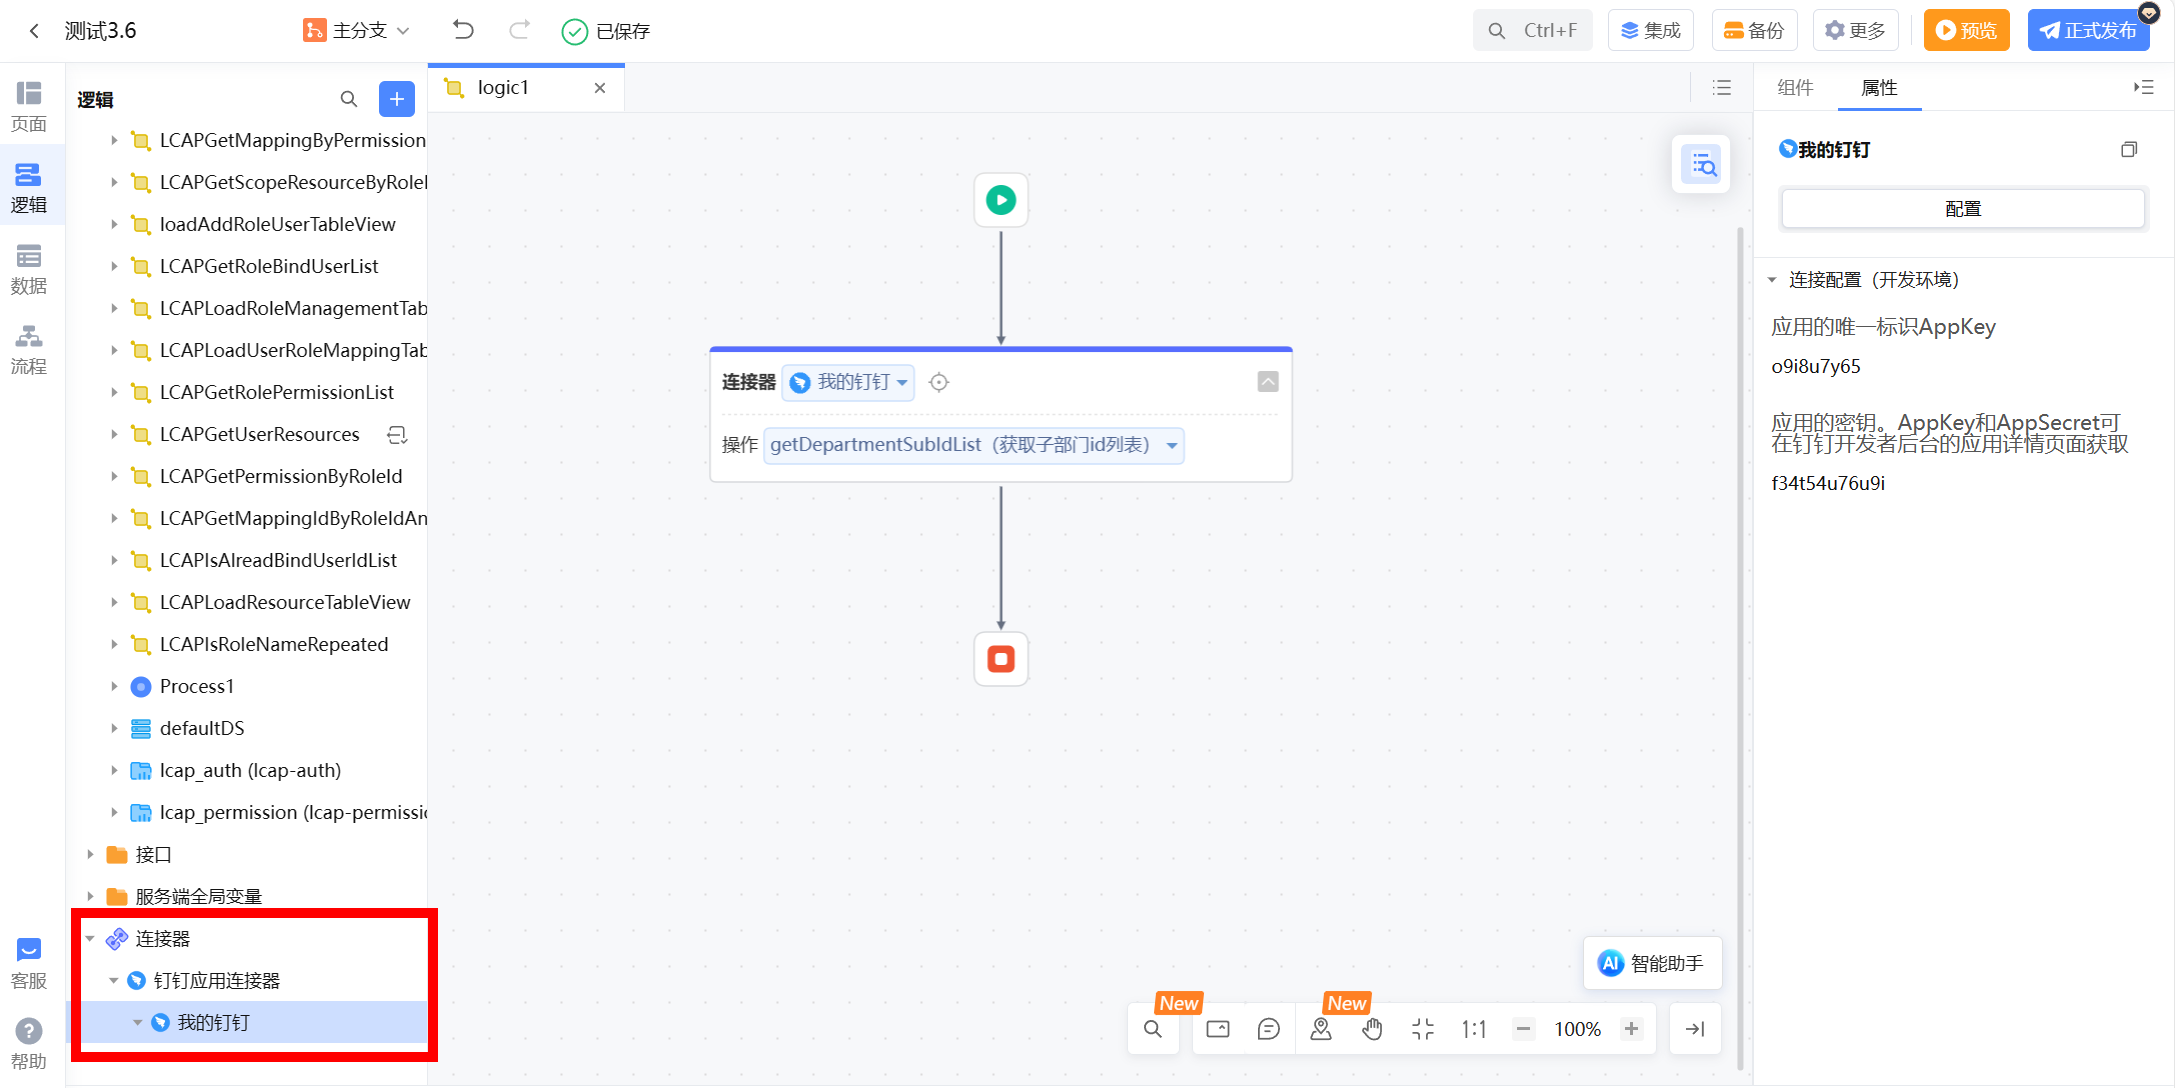 测试3.6
主分支
已保存
Ctrl+F
集成
备份
更多
预览
正式发布
页面
逻辑
数据
流程
客服
帮助
逻辑
LCAPGetMappingByPermission
LCAPGetScopeResourceByRoleI
loadAddRoleUserTableView
LCAPGetRoleBindUserList
LCAPLoadRoleManagementTab
LCAPLoadUserRoleMappingTab
LCAPGetRolePermissionList
LCAPGetUserResources
LCAPGetPermissionByRoleId
LCAPGetMappingIdByRoleIdAn
LCAPIsAlreadBindUserIdList
LCAPLoadResourceTableView
LCAPIsRoleNameRepeated
Process1
defaultDS
lcap_auth (lcap-auth)
lcap_permission (lcap-permissio
接口
服务端全局变量
连接器
钉钉应用连接器
我的钉钉
logic1
连接器 我的钉钉
操作 getDepartmentSubIdList（获取子部门id列表）
AI 智能助手
New
New
1:1
100%
组件
属性
我的钉钉
配置
连接配置（开发环境）
应用的唯一标识AppKey
o9i8u7y65
应用的密钥。AppKey和AppSecret可
在钉钉开发者后台的应用详情页面获取
f34t54u76u9i